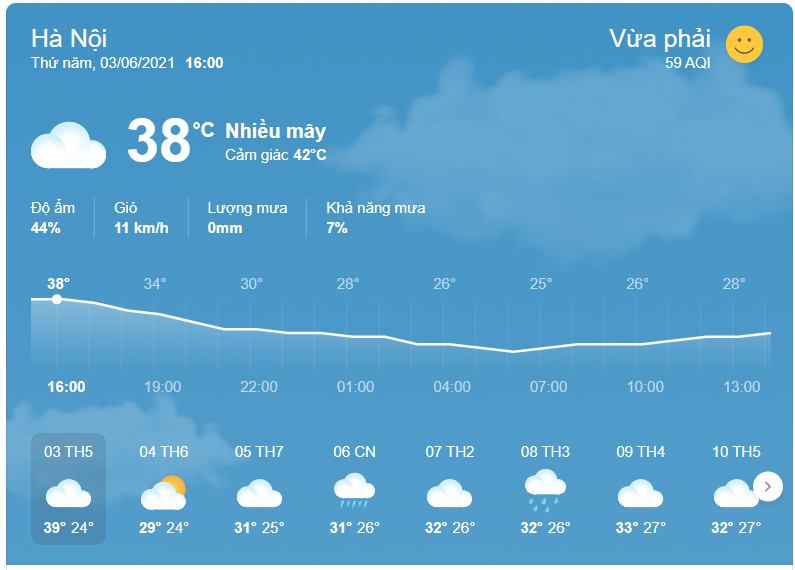 Hà Nội
Thứ năm, 03/06/2021 16:00
Vừa phải
59 AQI
38°C
Nhiều mây
Cảm giác 42°C
Độ ẩm Gió Lượng mưa Khả năng mưa
44% 11 km/h 0mm 7%
38° 34° 30° 28° 26° 25° 26° 28°
16:00 19:00 22:00 01:00 04:00 07:00 10:00 13:00
03 TH5 04 TH6 05 TH7 06 CN 07 TH2 08 TH3 09 TH4 10 TH5
39° 24° 29° 24° 31° 25° 31° 26° 32° 26° 32° 26° 33° 27° 32° 27°